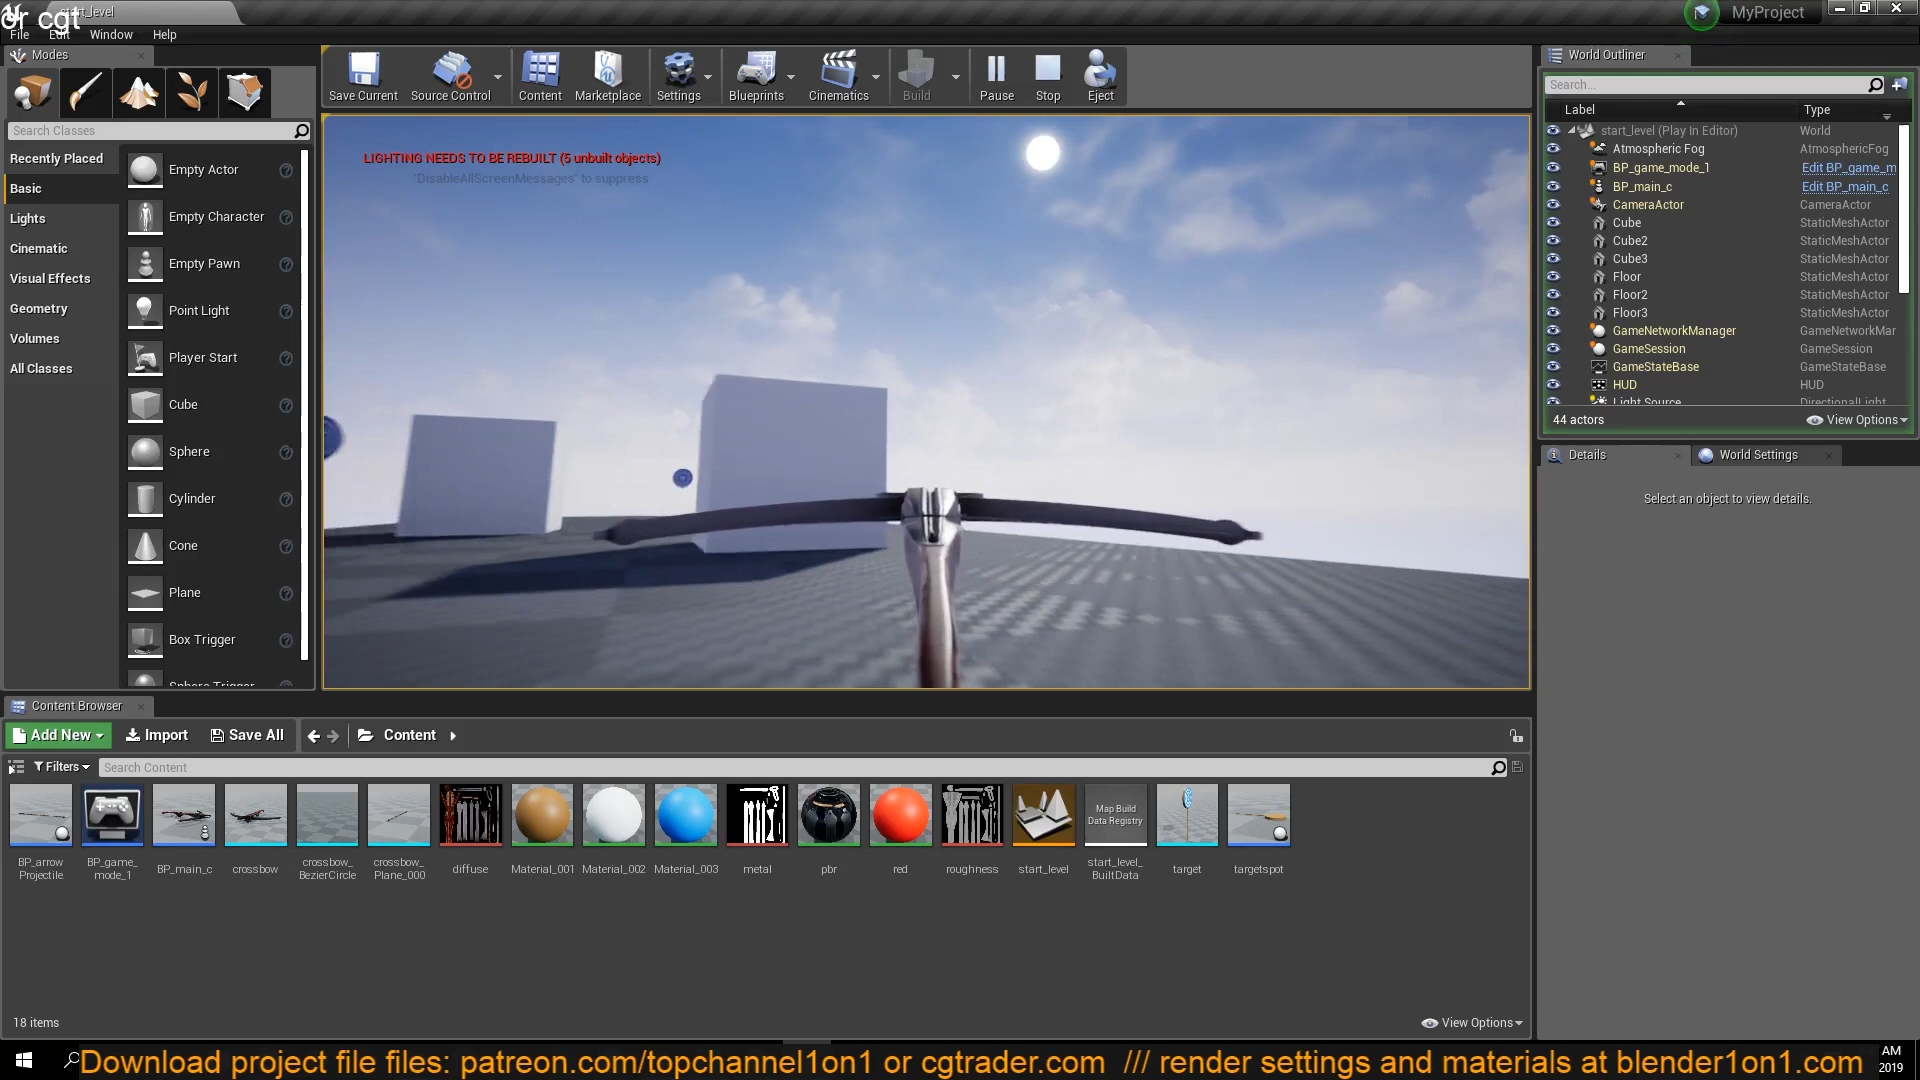 or cgt
start_level
MyProject
File Edit Window Help
Modes
Search Classes
Recently Placed
Basic
Lights
Cinematic
Visual Effects
Geometry
Volumes
All Classes
Empty Actor
Empty Character
Empty Pawn
Point Light
Player Start
Cube
Sphere
Cylinder
Cone
Plane
Box Trigger
Sphere Trigger
Save Current
Source Control
Content
Marketplace
Settings
Blueprints
Cinematics
Build
Pause
Stop
Eject
LIGHTING NEEDS TO BE REBUILT (5 unbuilt objects)
'DisableAllScreenMessages' to suppress
World Outliner
Search...
Label Type
start_level (Play In Editor) World
Atmospheric Fog AtmosphericFog
BP_game_mode_1 Edit BP_game_m
BP_main_c Edit BP_main_c
CameraActor CameraActor
Cube StaticMeshActor
Cube2 StaticMeshActor
Cube3 StaticMeshActor
Floor StaticMeshActor
Floor2 StaticMeshActor
Floor3 StaticMeshActor
GameNetworkManager GameNetworkMar
GameSession GameSession
GameStateBase GameStateBase
HUD HUD
Light Source DirectionalLight
44 actors View Options
Details World Settings
Select an object to view details.
Content Browser
Add New Import Save All Content
Filters Search Content
BP_arrow
Projectile
BP_game_
mode_1
BP_main_c
crossbow
crossbow_
BezierCircle
crossbow_
Plane_000
diffuse
Material_001
Material_002
Material_003
metal
pbr
red
roughness
start_level
Map Build
Data Registry
start_level_
BuiltData
target
targetspot
18 items View Options
Download project file files: patreon.com/topchannel1on1 or cgtrader.com /// render settings and materials at blender1on1.com
AM
2019